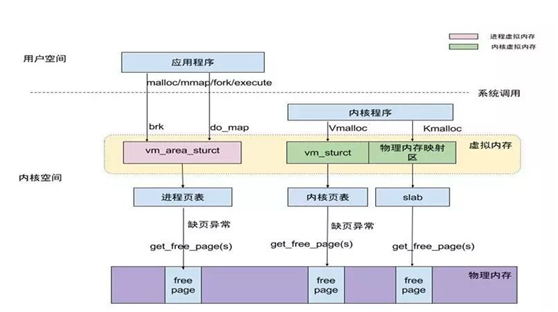 进程虚拟内存
内核虚拟内存
用户空间
应用程序
malloc/mmap/fork/execute
系统调用
内核程序
brk
do_map
Vmalloc
Kmalloc
虚拟内存
vm_area_sturct
vm_sturct
物理内存映射
区
内核空间
进程页表
内核页表
slab
缺页异常
缺页异常
get_free_page(s)
get_free_page(s)
get_free_page(s)
物理内存
free
page
free
page
free
page